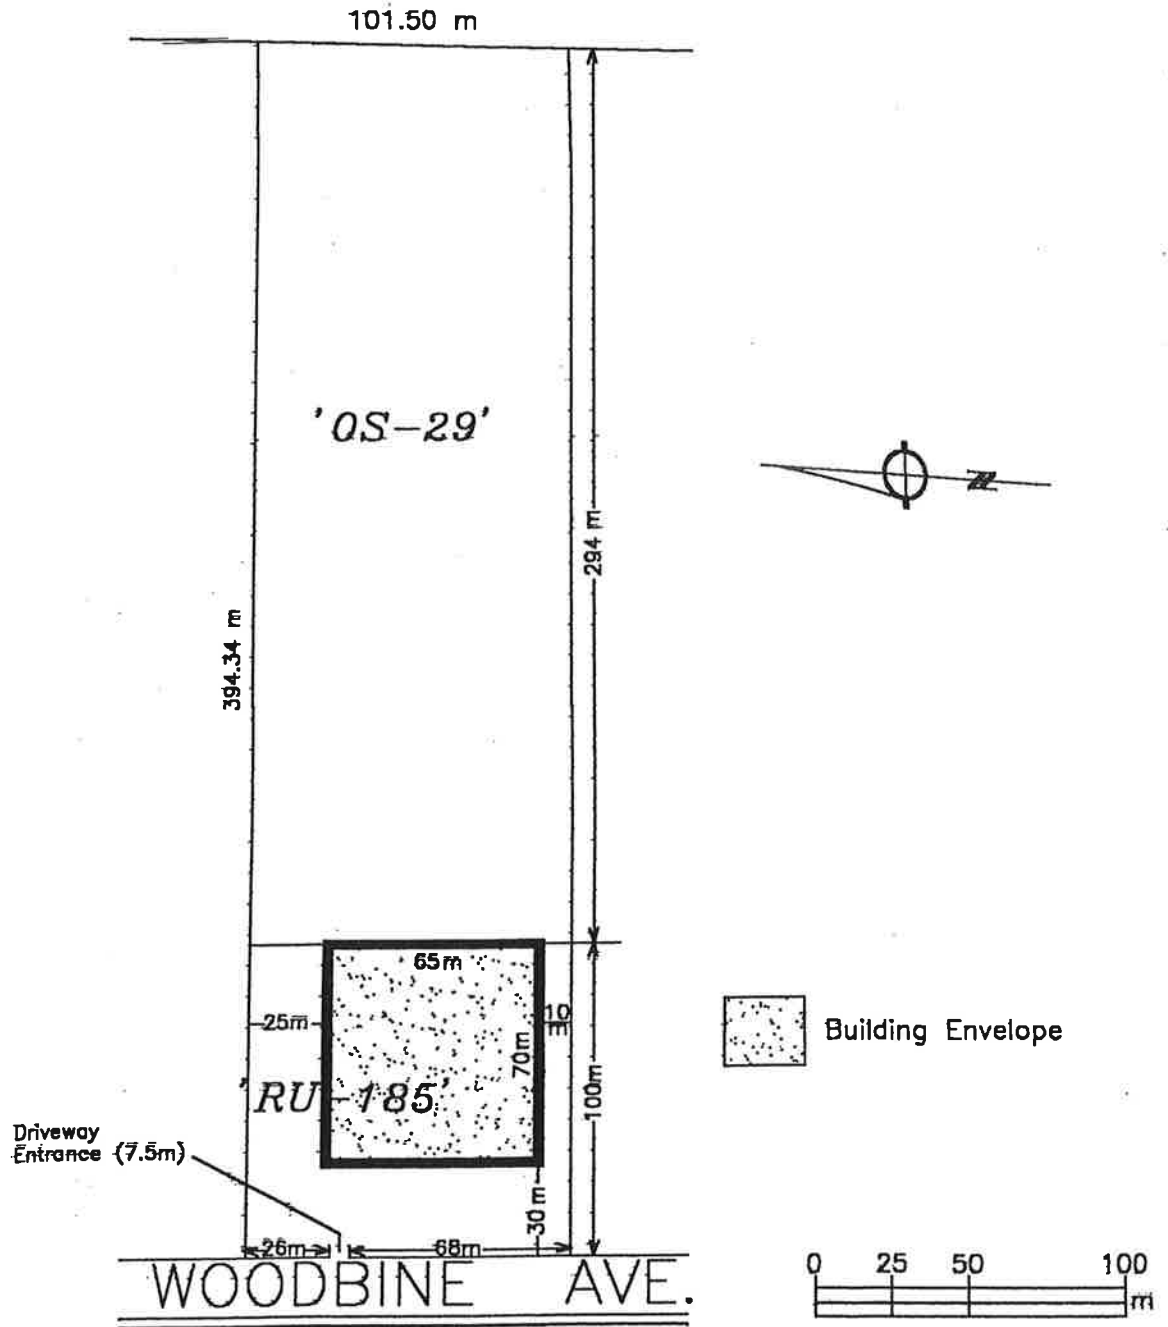 101.50 m
'OS-29'
N
294 m
394.34 m
65m
25m
10
m
70m
Building Envelope
'RU-185'
100m
Driveway
Entrance (7.5m)
30m
26m
68m
WOODBINE AVE.
0 25 50 100
m